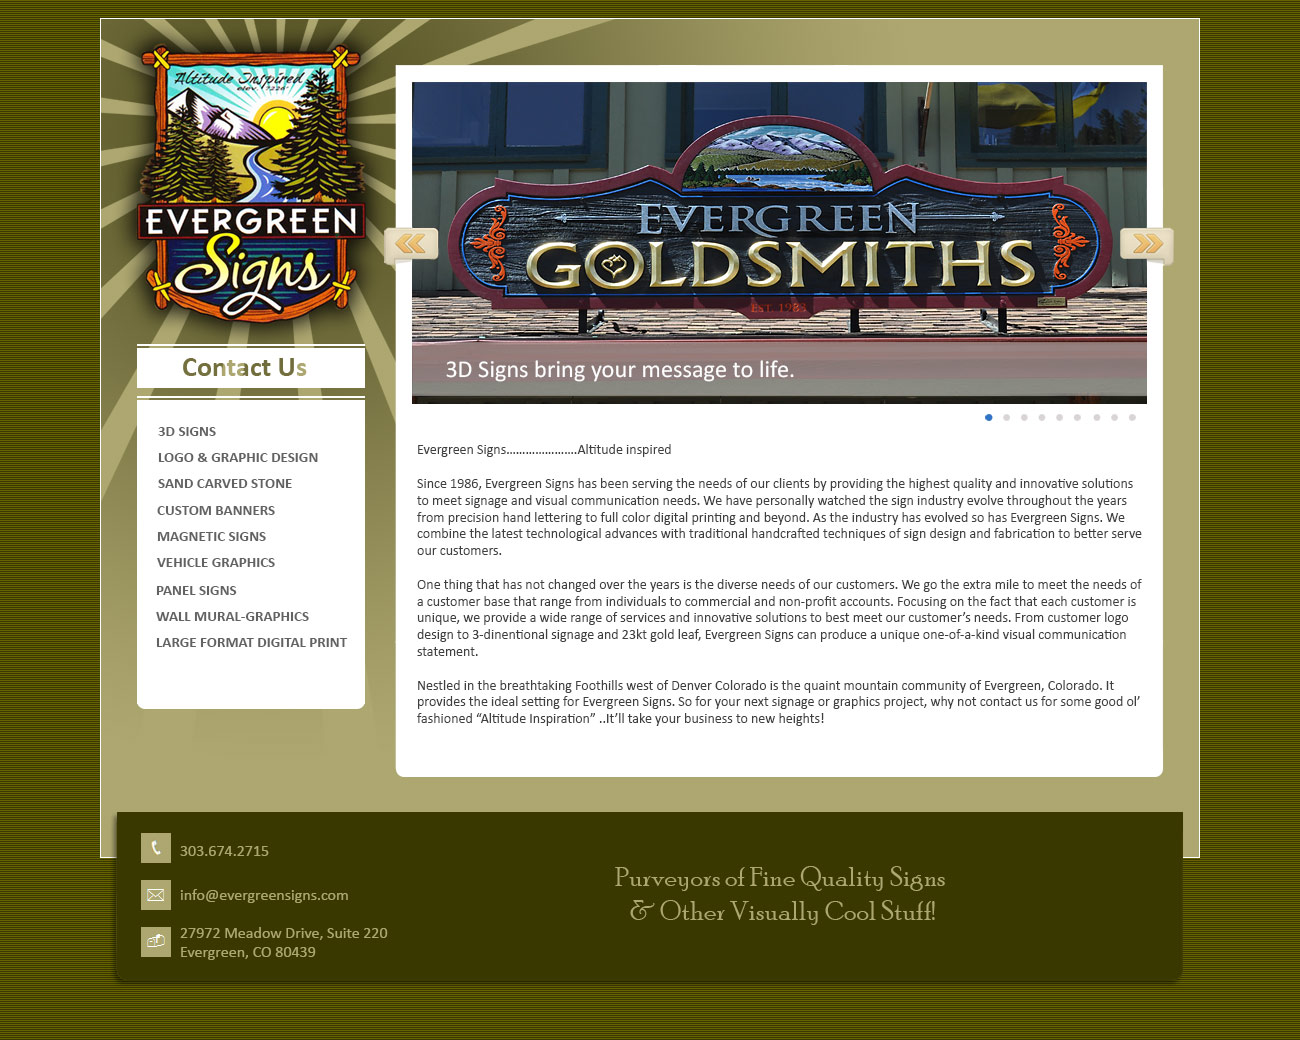 Altitude Inspired
elev. 7220'
EVERGREEN
Signs
Contact Us
3D SIGNS
LOGO & GRAPHIC DESIGN
SAND CARVED STONE
CUSTOM BANNERS
MAGNETIC SIGNS
VEHICLE GRAPHICS
PANEL SIGNS
WALL MURAL-GRAPHICS
LARGE FORMAT DIGITAL PRINT
EVERGREEN
GOLDSMITHS
EST. 1983
3D Signs bring your message to life.
Evergreen Signs......................Altitude inspired
Since 1986, Evergreen Signs has been serving the needs of our clients by providing the highest quality and innovative solutions
to meet signage and visual communication needs. We have personally watched the sign industry evolve throughout the years
from precision hand lettering to full color digital printing and beyond. As the industry has evolved so has Evergreen Signs. We
combine the latest technological advances with traditional handcrafted techniques of sign design and fabrication to better serve
our customers.
One thing that has not changed over the years is the diverse needs of our customers. We go the extra mile to meet the needs of
a customer base that range from individuals to commercial and non-profit accounts. Focusing on the fact that each customer is
unique, we provide a wide range of services and innovative solutions to best meet our customer's needs. From customer logo
design to 3-dinentional signage and 23kt gold leaf, Evergreen Signs can produce a unique one-of-a-kind visual communication
statement.
Nestled in the breathtaking Foothills west of Denver Colorado is the quaint mountain community of Evergreen, Colorado. It
provides the ideal setting for Evergreen Signs. So for your next signage or graphics project, why not contact us for some good ol'
fashioned “Altitude Inspiration” ..It'll take your business to new heights!
303.674.2715
info@evergreensigns.com
27972 Meadow Drive, Suite 220
Evergreen, CO 80439
Purveyors of Fine Quality Signs
& Other Visually Cool Stuff!